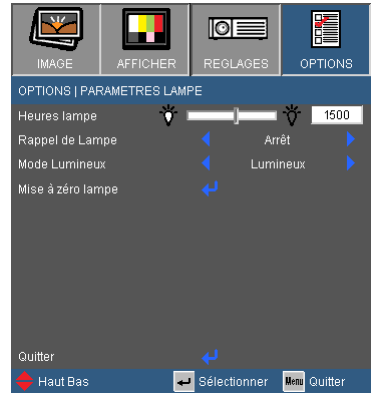 IMAGE AFFICHER REGLAGES OPTIONS
OPTIONS | PARAMETRES LAMPE
Heures lampe 1500
Rappel de Lampe Arrêt
Mode Lumineux Lumineux
Mise à zéro lampe
Quitter
Haut Bas Sélectionner Menu Quitter